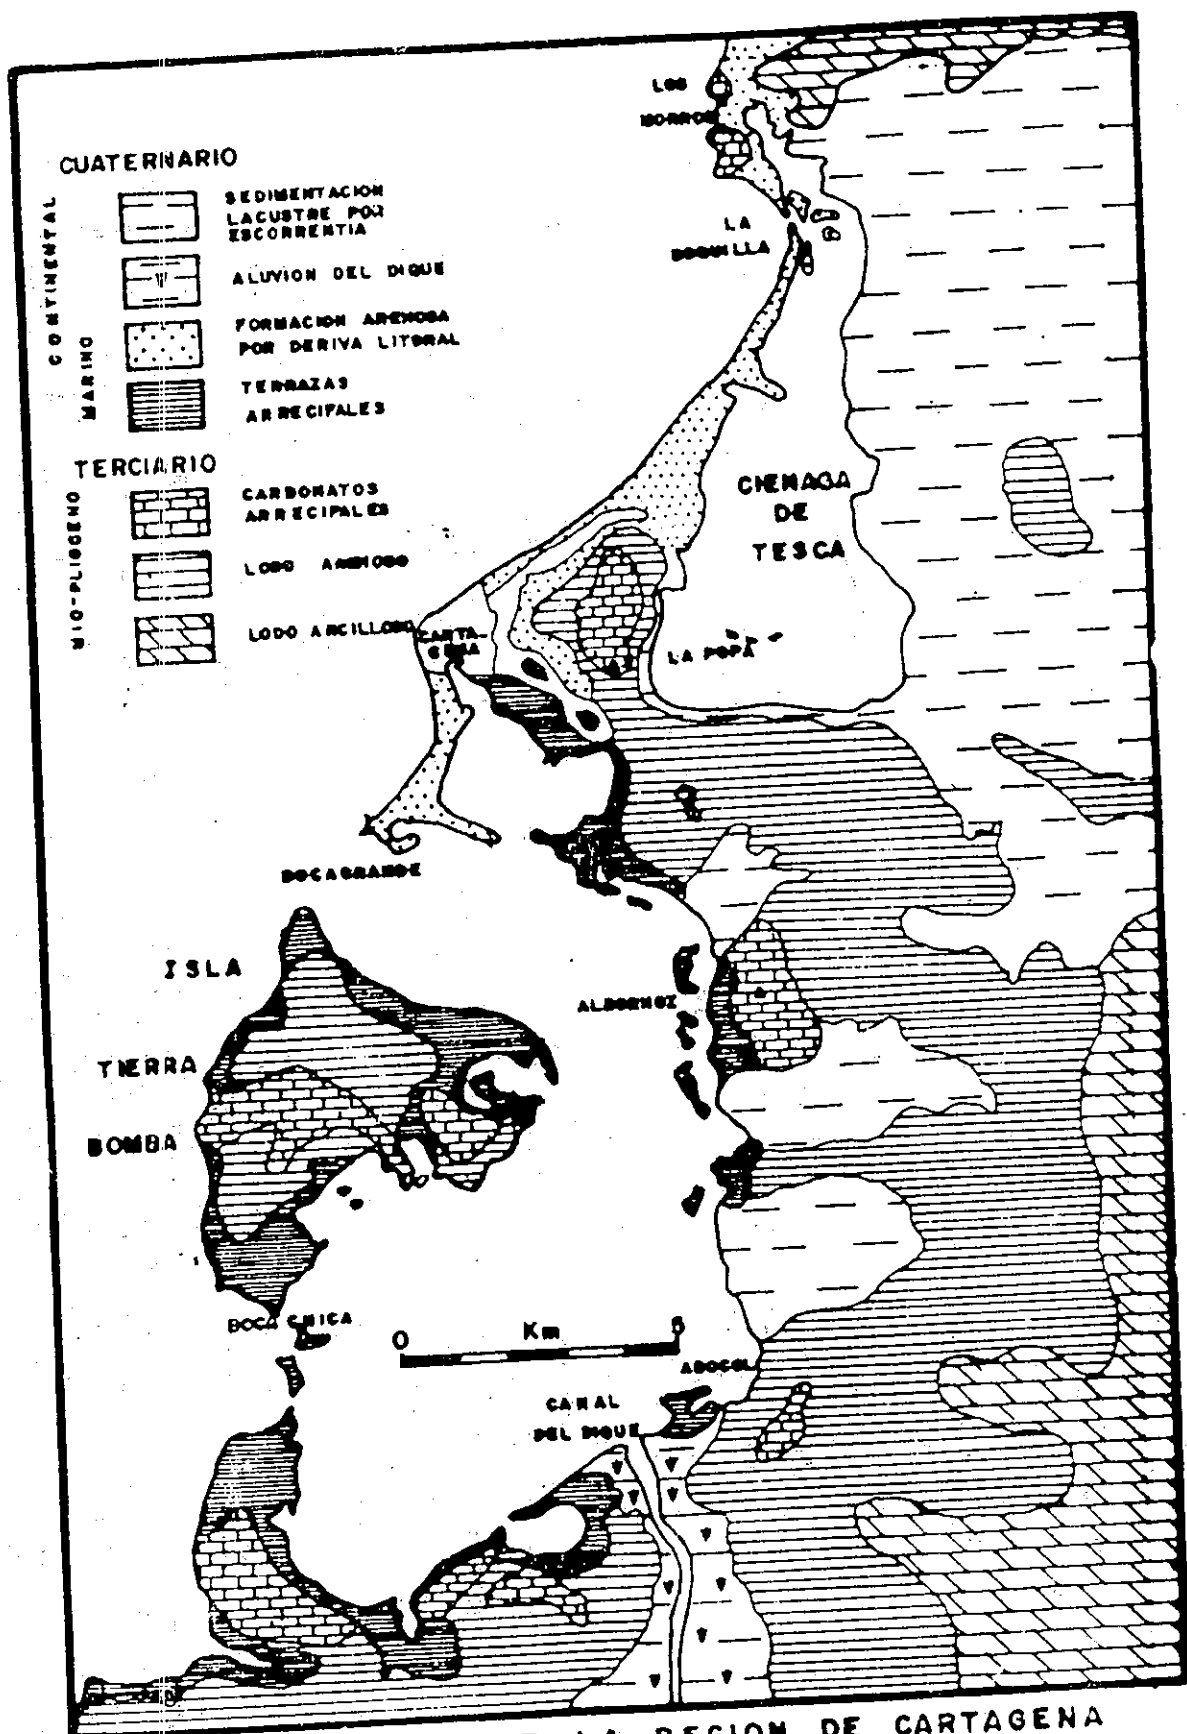 CUATERNARIO
CONTINENTAL
SEDIMENTACION
LACUSTRE POR
ESCORRENTIA
ALUVION DEL DIQUE
MARINO
FORMACION ARENOSA
POR DERIVA LITORAL
TERRAZAS
ARRECIFALES
TERCIARIO
MIO-PLIOCENO
CARBONATOS
ARRECIFALES
LODO ARENOSO
LODO ARCILLOSO
LOS
MORROS
LA
BOQUILLA
CIENAGA
DE
TESCA
CARTA-
GENA
LA POPA
BOCAGRANDE
ISLA
TIERRA
BOMBA
ALBORNOZ
BOCA CHICA
0 Km 5
ABOCOL
CANAL
DEL DIQUE
LA REGION DE CARTAGENA